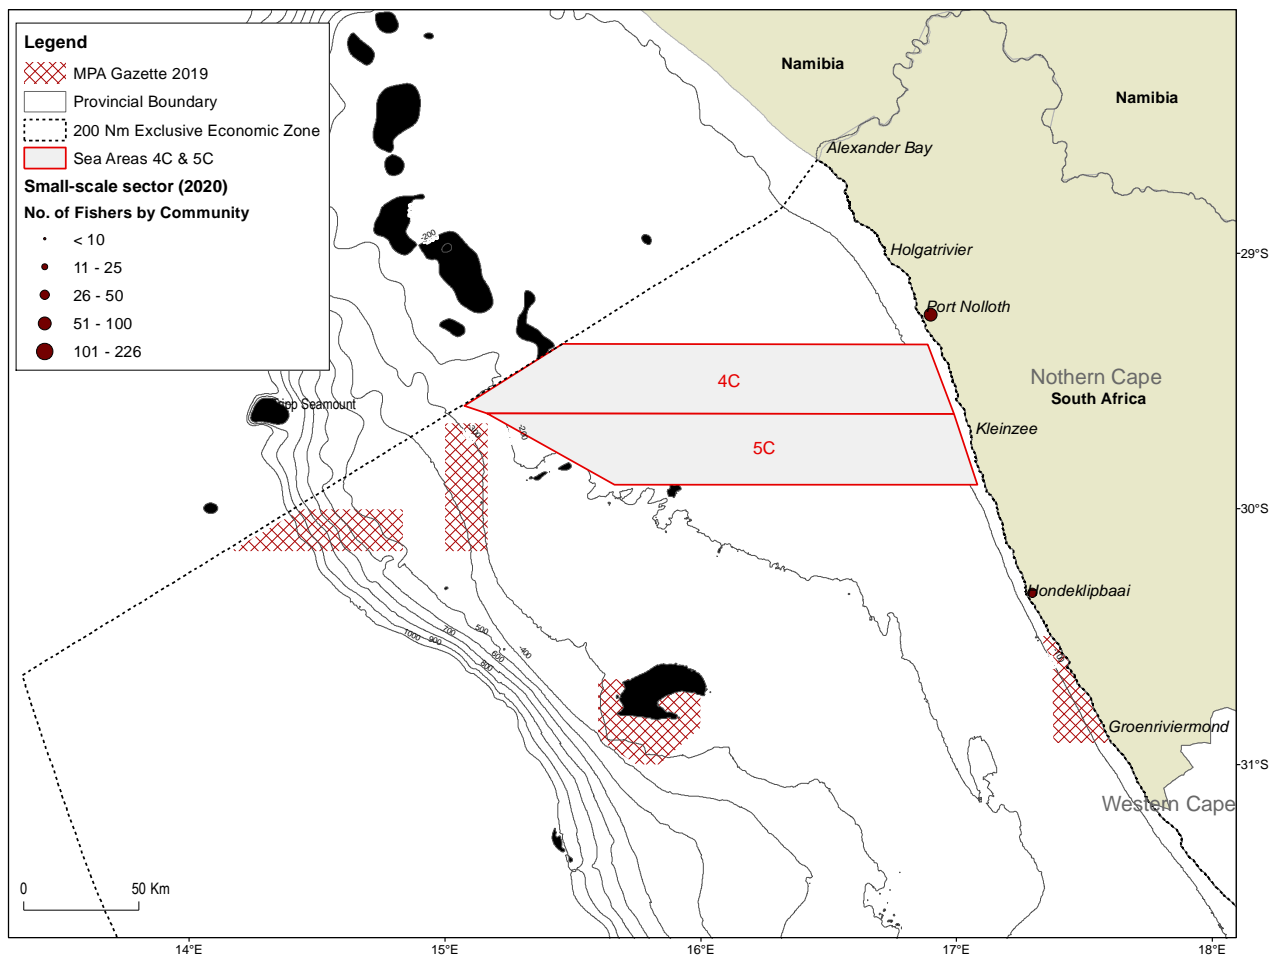 Legend
MPA Gazette 2019
Provincial Boundary
200 Nm Exclusive Economic Zone
Sea Areas 4C & 5C
Small-scale sector (2020)
No. of Fishers by Community
< 10
11 - 25
26 - 50
51 - 100
101 - 226
Namibia
Namibia
Alexander Bay
-200
Holgatrivier
29°S
Port Nolloth
4C
Nothern Cape
South Africa
Seamount
Kleinzee
5C
30°S
Hondeklipbaai
500
700
1000
900
-400
600
800
Groenriviermond
31°S
Western Cape
0
50 Km
14°E
15°E
16°E
17°E
18°E